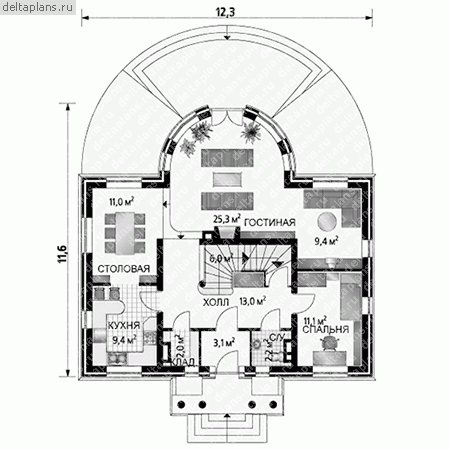 deltaplans.ru
12,3
11,6
11,0 м²
25,3 м² ГОСТИНАЯ
9,4 м²
СТОЛОВАЯ
6,0 м²
ХОЛЛ 13,0 м²
КУХНЯ
9,4 м²
11,1 м²
СПАЛЬНЯ
С/У
2,2 м²
3,1 м²
2,0 м²
КЛАД.